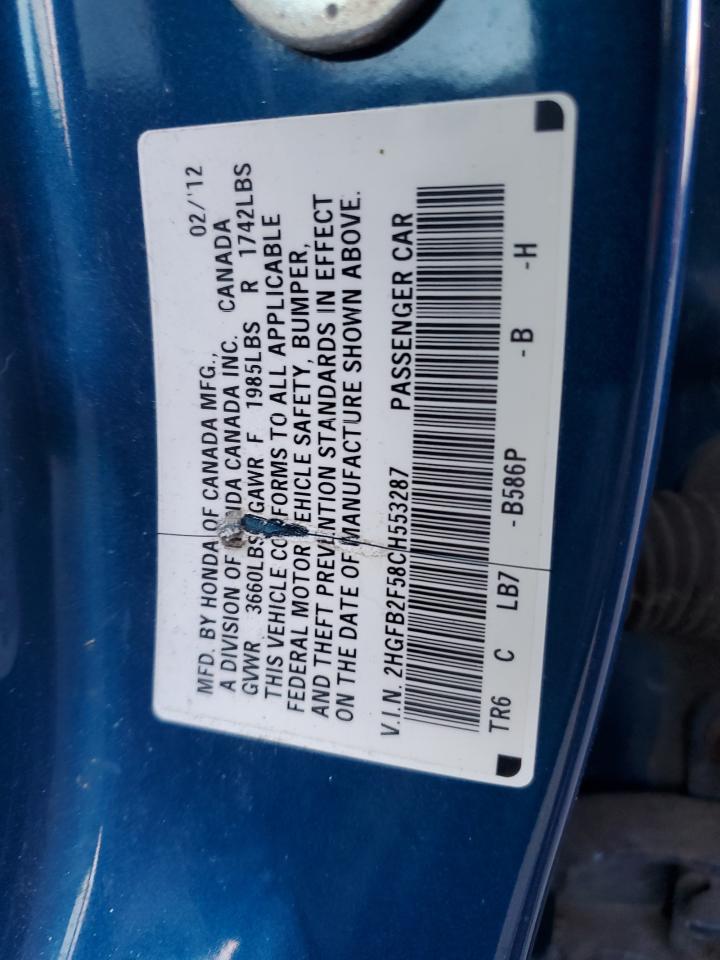 MFD. BY HONDA OF CANADA MFG., 02/'12
A DIVISION OF HONDA CANADA INC. CANADA
GVWR 3660LBS GAWR F 1985LBS R 1742LBS
THIS VEHICLE CONFORMS TO ALL APPLICABLE
FEDERAL MOTOR VEHICLE SAFETY, BUMPER,
AND THEFT PREVENTION STANDARDS IN EFFECT
ON THE DATE OF MANUFACTURE SHOWN ABOVE.
V.I.N. 2HGFB2F58CH553287 PASSENGER CAR
TR6 C LB7 -B586P -B -H